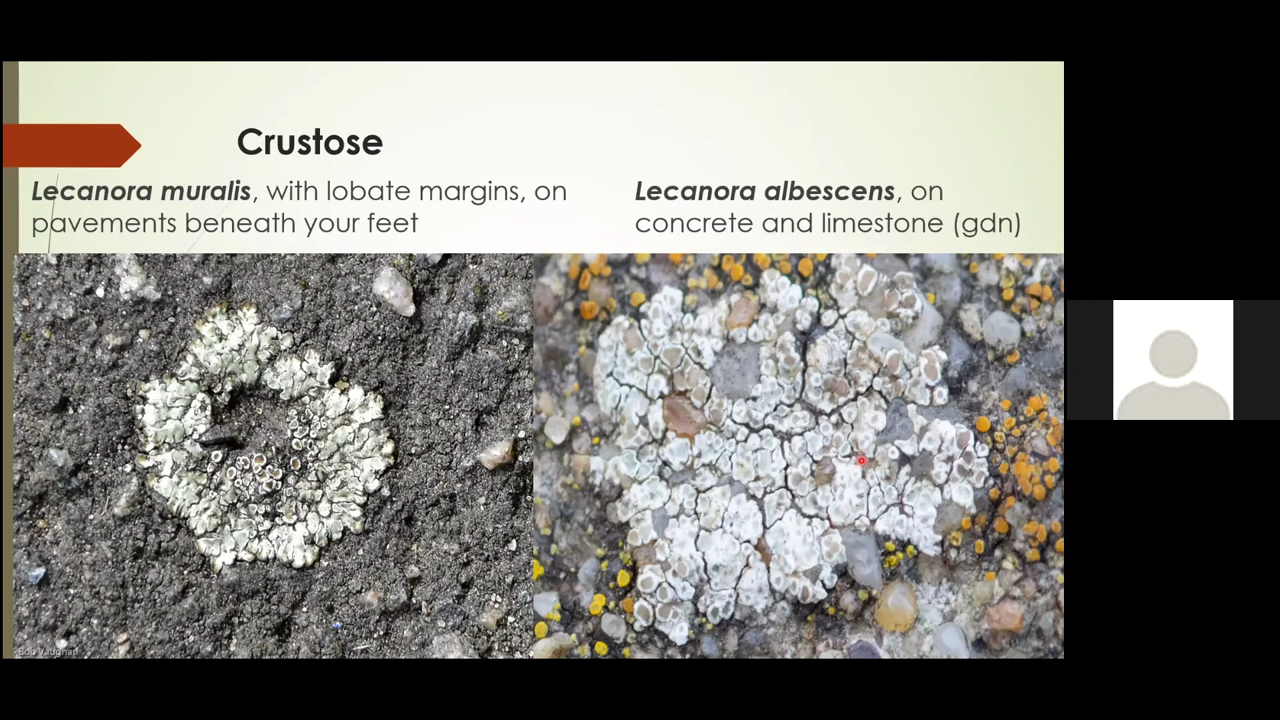 Crustose
Lecanora muralis, with lobate margins, on
pavements beneath your feet
Lecanora albescens, on
concrete and limestone (gdn)
Bob Vaughan